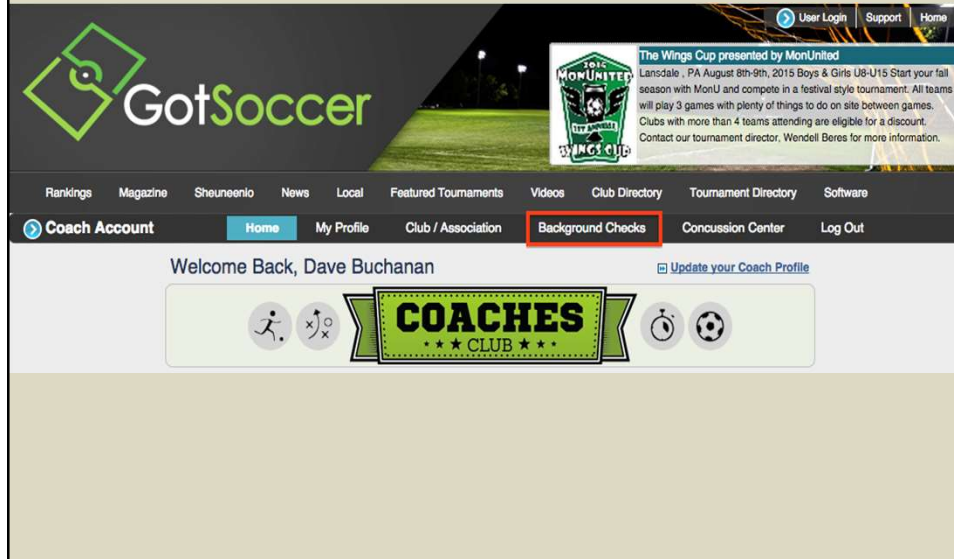 User Login Support Home
GotSoccer
2015
MONUNITED
1ST ANNUAL
WINGS CUP
The Wings Cup presented by MonUnited
Lansdale , PA August 8th-9th, 2015 Boys & Girls U8-U15 Start your fall
season with MonU and compete in a festival style tournament. All teams
will play 3 games with plenty of things to do on site between games.
Clubs with more than 4 teams attending are eligible for a discount.
Contact our tournament director, Wendell Beres for more information.
Rankings Magazine Sheuneenio News Local Featured Tournaments Videos Club Directory Tournament Directory Software
Coach Account Home My Profile Club / Association Background Checks Concussion Center Log Out
Welcome Back, Dave Buchanan
Update your Coach Profile
COACHES
CLUB